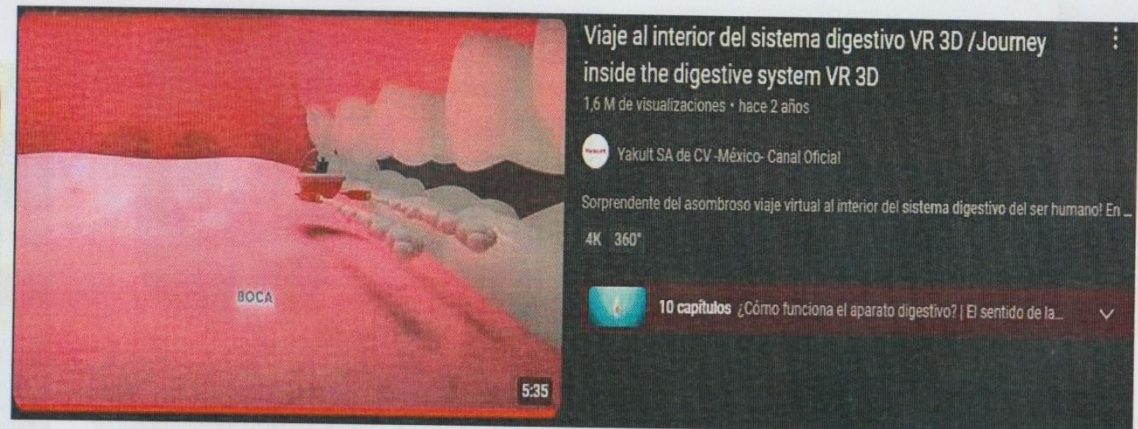 Viaje al interior del sistema digestivo VR 3D /Journey
inside the digestive system VR 3D
1,6 M de visualizaciones • hace 2 años
Yakult SA de CV -México- Canal Oficial
Sorprendente del asombroso viaje virtual al interior del sistema digestivo del ser humano! En ...
4K 360°
10 capítulos ¿Cómo funciona el aparato digestivo? | El sentido de la...
BOCA
5:35